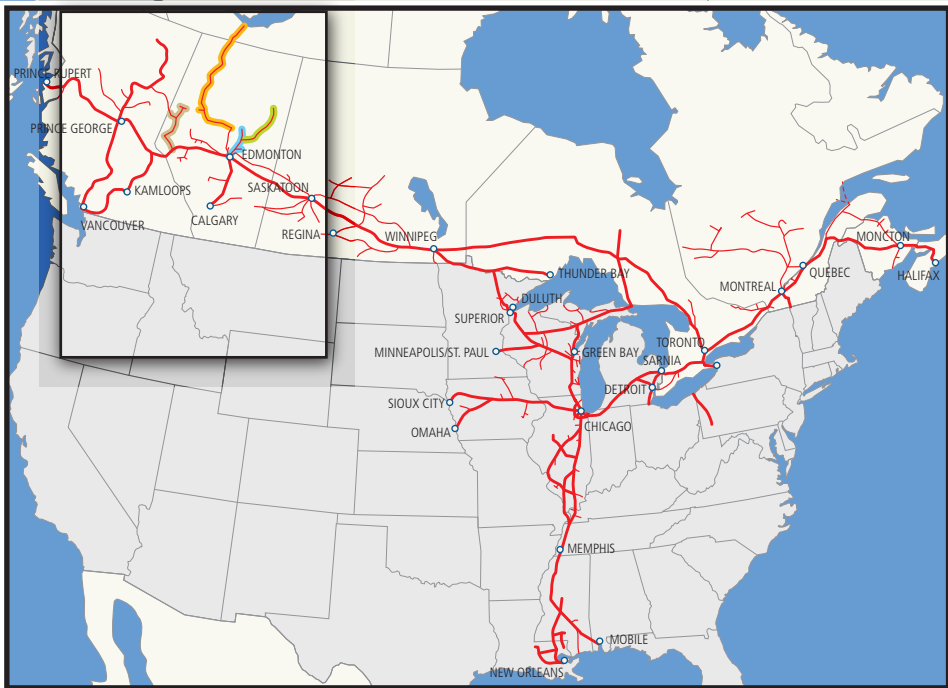 PRINCE RUPERT
PRINCE GEORGE
EDMONTON
SASKATOON
KAMLOOPS
CALGARY
VANCOUVER
REGINA
WINNIPEG
MONCTON
THUNDER BAY
QUEBEC
HALIFAX
MONTREAL
DULUTH
SUPERIOR
TORONTO
MINNEAPOLIS/ST. PAUL
GREEN BAY
SARNIA
DETROIT
SIOUX CITY
CHICAGO
OMAHA
MEMPHIS
MOBILE
NEW ORLEANS